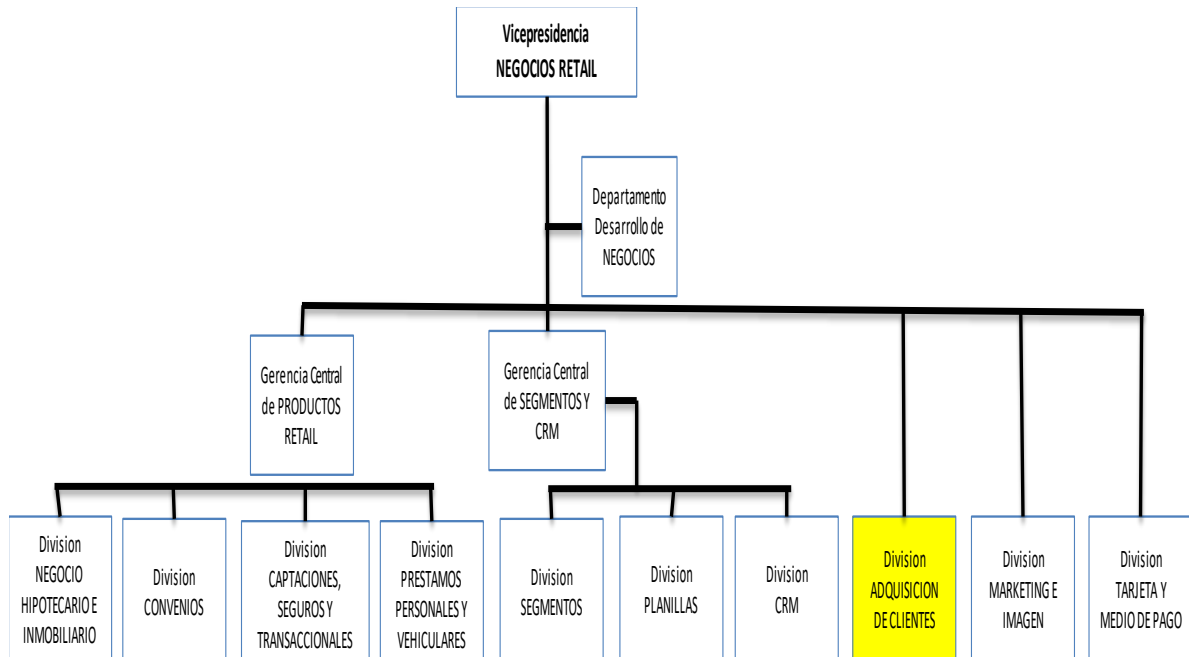 Vicepresidencia
NEGOCIOS RETAIL
Departamento
Desarrollo de
NEGOCIOS
Gerencia Central
de PRODUCTOS
RETAIL
Gerencia Central
de SEGMENTOS Y
CRM
Division
NEGOCIO
HIPOTECARIO E
INMOBILIARIO
Division
CONVENIOS
Division
CAPTACIONES,
SEGUROS Y
TRANSACCIONALES
Division
PRESTAMOS
PERSONALES Y
VEHICULARES
Division
SEGMENTOS
Division
PLANILLAS
Division
CRM
Division
ADQUISICION
DE CLIENTES
Division
MARKETING E
IMAGEN
Division
TARJETA Y
MEDIO DE PAGO